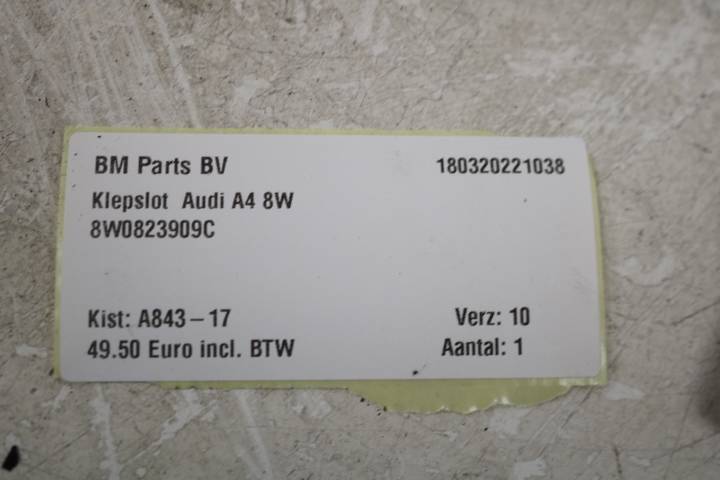 BM Parts BV 180320221038
Klepslot Audi A4 8W
8W0823909C
Kist: A843 – 17 Verz: 10
49.50 Euro incl. BTW Aantal: 1